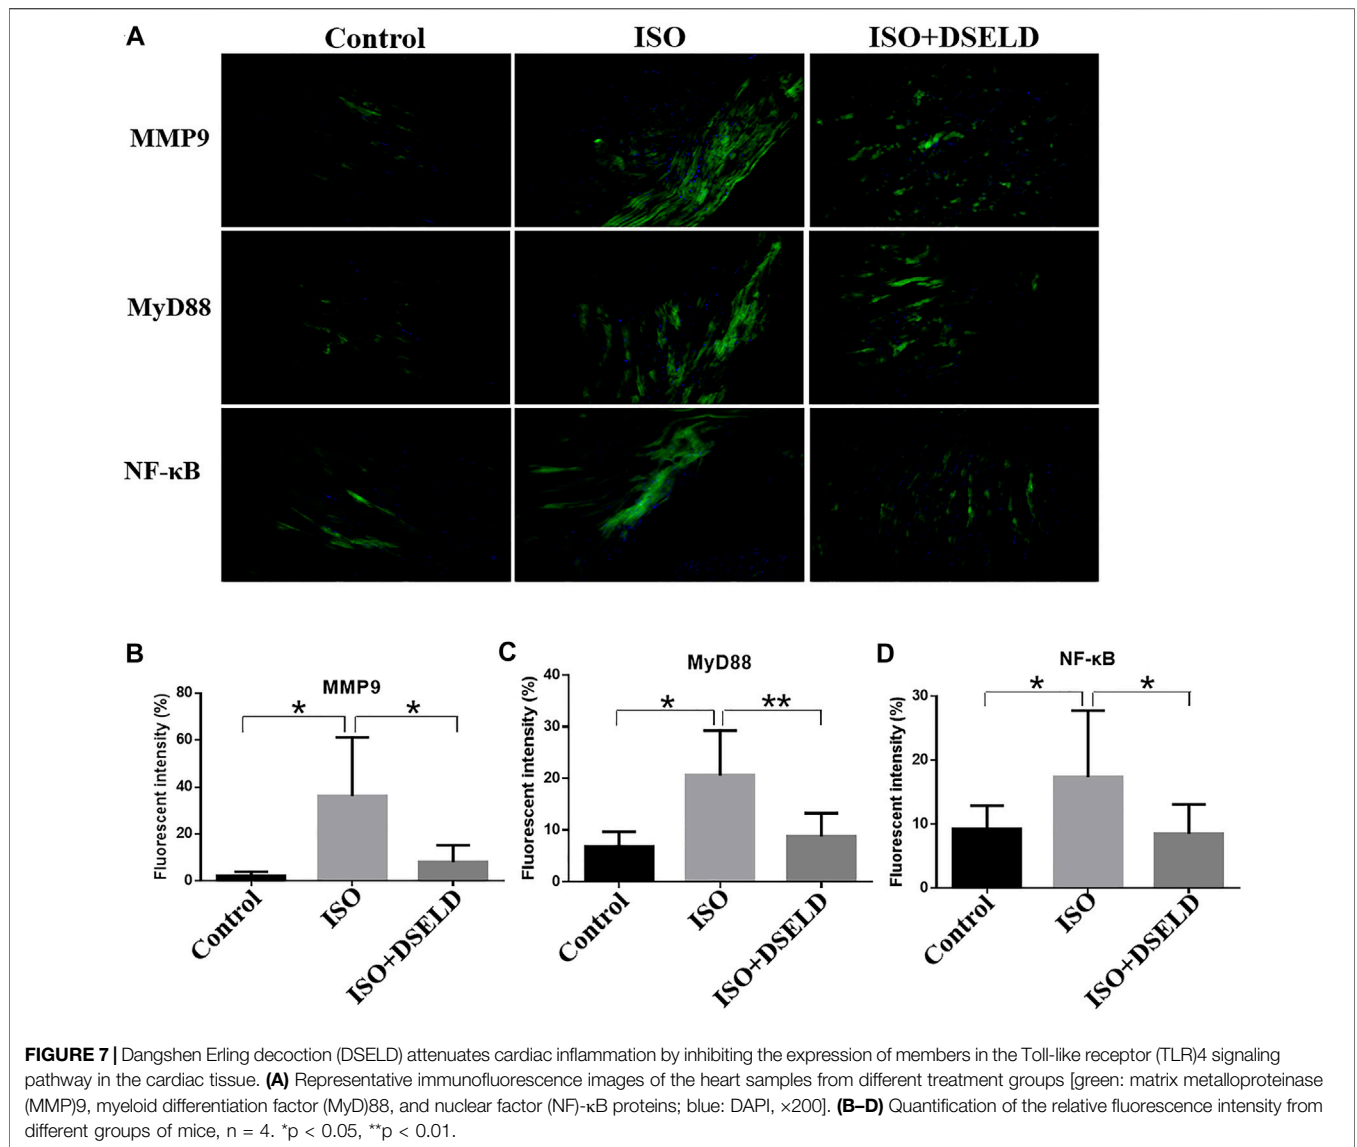 A
Control ISO ISO+DSELD
MMP9
MyD88
NF-κB
B
MMP9
Fluorescent intensity (%)
80
60
40
20
0
* *
Control ISO ISO+DSELD
C
MyD88
Fluorescent intensity (%)
40
30
20
10
0
* **
Control ISO ISO+DSELD
D
NF-κB
Fluorescent intensity (%)
30
20
10
0
* *
Control ISO ISO+DSELD
FIGURE 7 | Dangshen Erling decoction (DSELD) attenuates cardiac inflammation by inhibiting the expression of members in the Toll-like receptor (TLR)4 signaling
pathway in the cardiac tissue. (A) Representative immunofluorescence images of the heart samples from different treatment groups [green: matrix metalloproteinase
(MMP)9, myeloid differentiation factor (MyD)88, and nuclear factor (NF)-κB proteins; blue: DAPI, ×200]. (B–D) Quantification of the relative fluorescence intensity from
different groups of mice, n = 4. *p < 0.05, **p < 0.01.